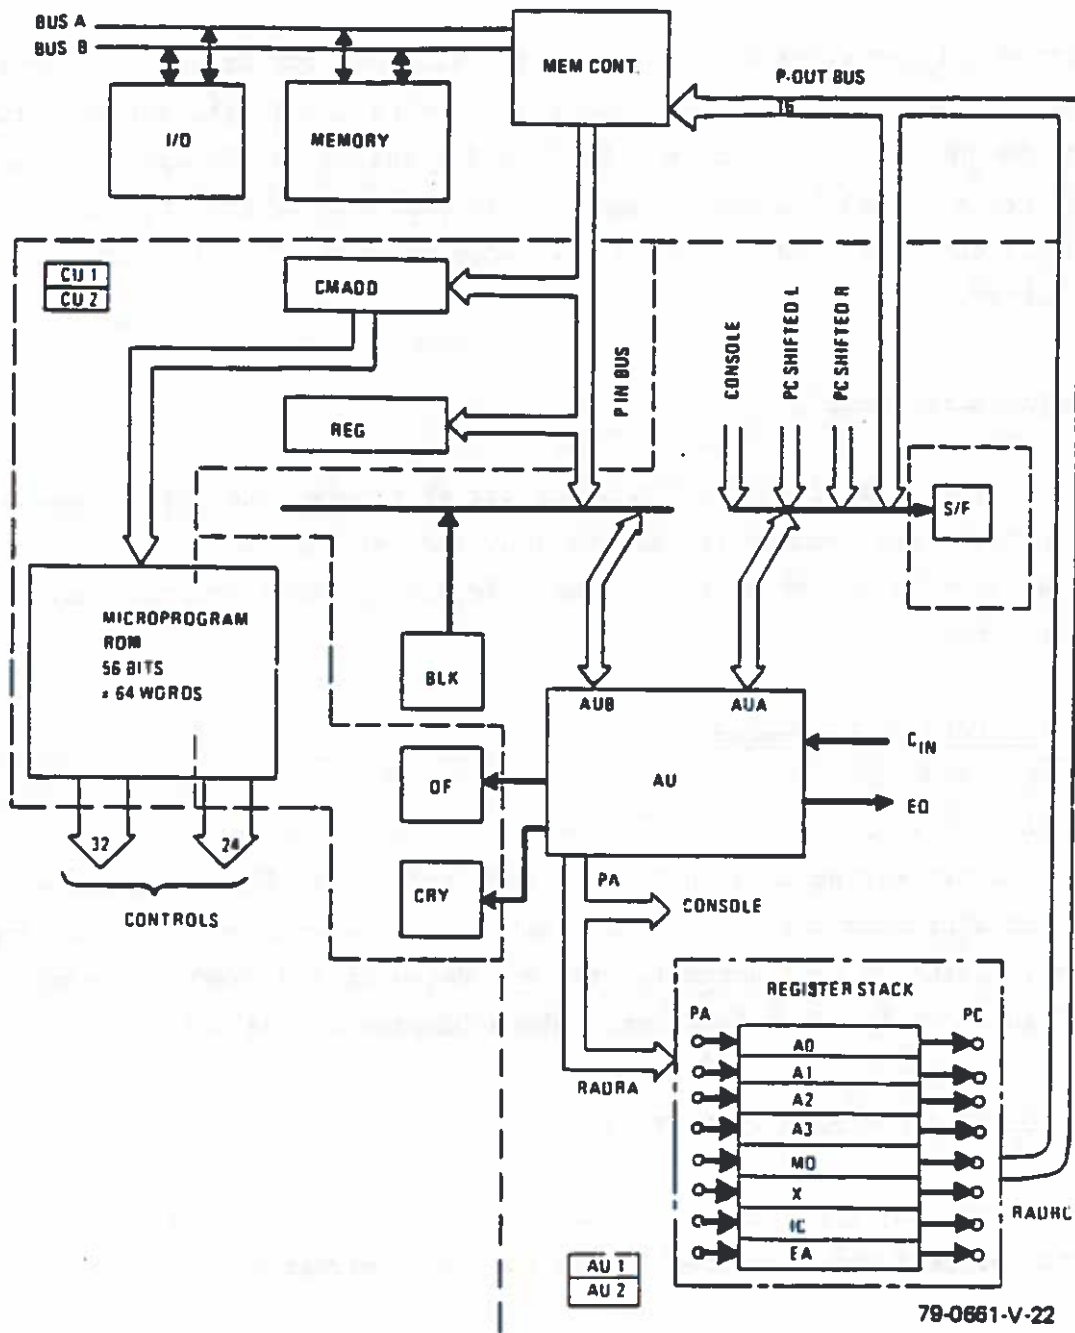 BUS A
BUS B
I/O
MEMORY
MEM CONT.
P-OUT BUS
16
CU 1
CU 2
CMADD
REG
P IN BUS
CONSOLE
PC SHIFTED L
PC SHIFTED R
S/F
MICROPROGRAM
ROM
56 BITS
x 64 WORDS
BLK
AUB
AUA
AU
C IN
EO
OF
CRY
32
24
CONTROLS
PA
CONSOLE
RADRA
REGISTER STACK
PA
PC
A0
A1
A2
A3
MO
X
IC
EA
RADRC
AU 1
AU 2
79-0661-V-22